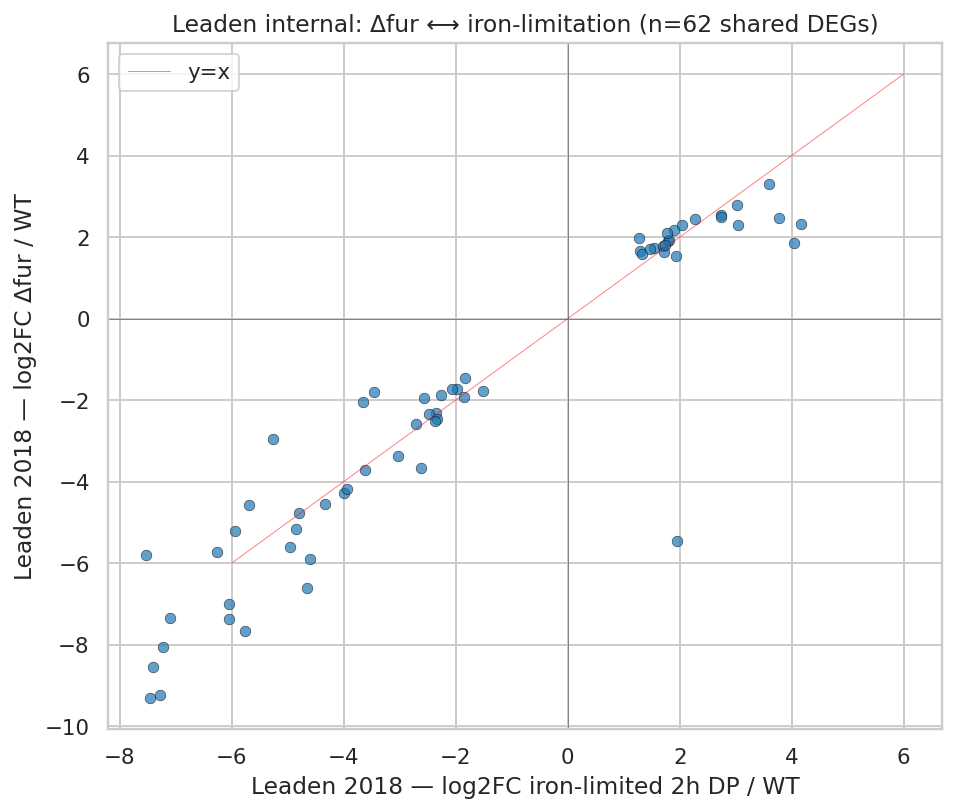 Leaden internal: Δfur ⟷ iron-limitation (n=62 shared DEGs)
y=x
6
4
2
0
−2
−4
−6
−8
−10
Leaden 2018 — log2FC Δfur / WT
−8 −6 −4 −2 0 2 4 6
Leaden 2018 — log2FC iron-limited 2h DP / WT